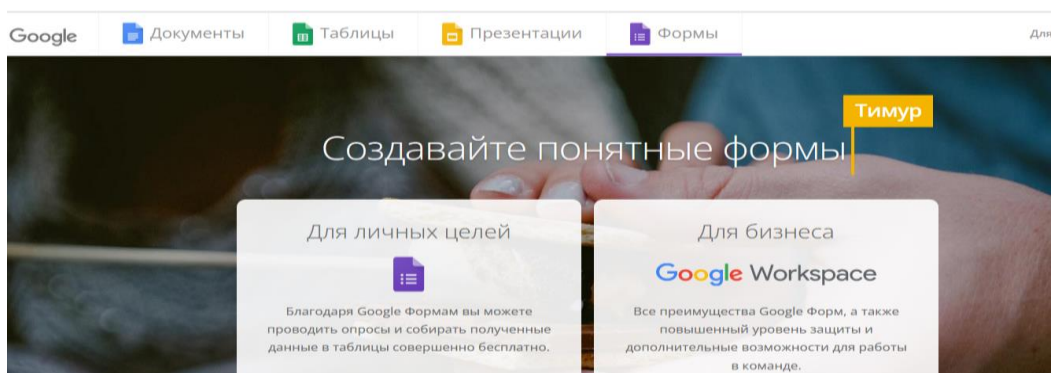 Google Документы Таблицы Презентации Формы Для
Тимур
Создавайте понятные формы
Для личных целей
Благодаря Google Формам вы можете
проводить опросы и собирать полученные
данные в таблицы совершенно бесплатно.
Для бизнеса
Google Workspace
Все преимущества Google Форм, а также
повышенный уровень защиты и
дополнительные возможности для работы
в команде.